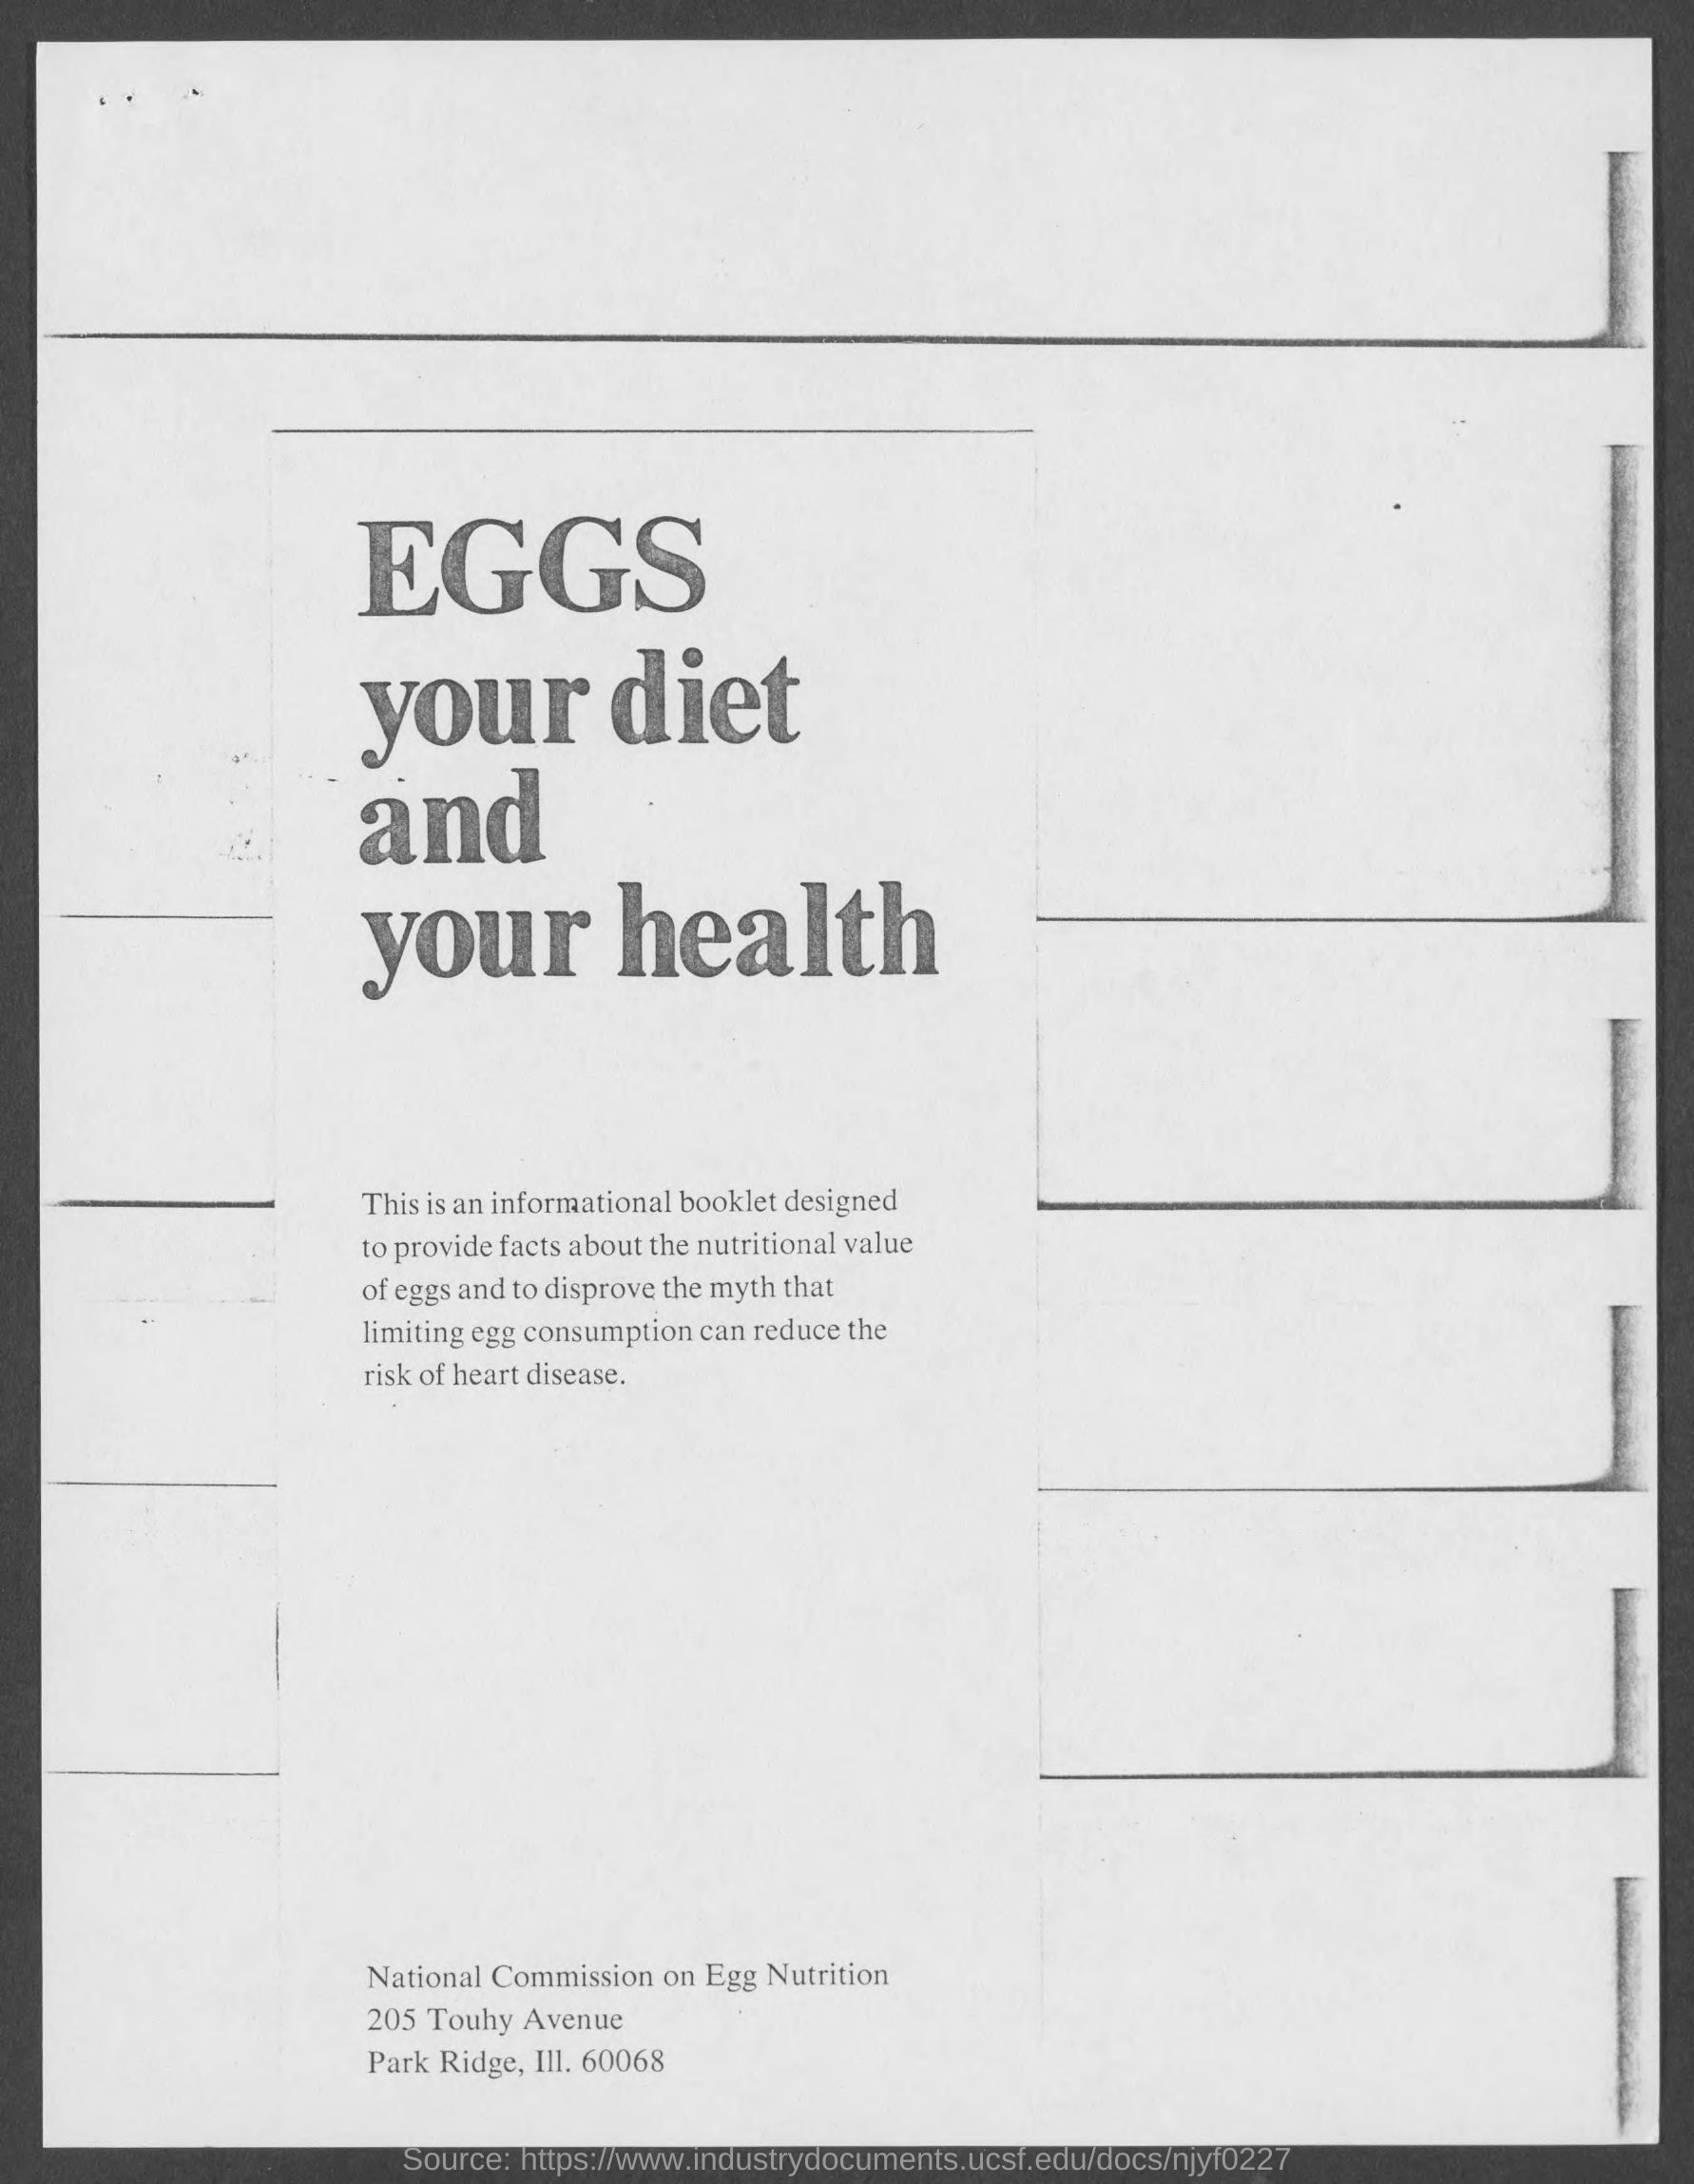 EGGS
your diet
and
your health
This is an informational booklet designed
to provide facts about the nutritional value
of eggs and to disprove the myth that
limiting egg consumption can reduce the
risk of heart disease.
National Commission on Egg Nutrition
205 Touhy Avenue
Park Ridge, Ill. 60068
Source: https://www.industrydocuments.ucsf.edu/docs/njyf0227